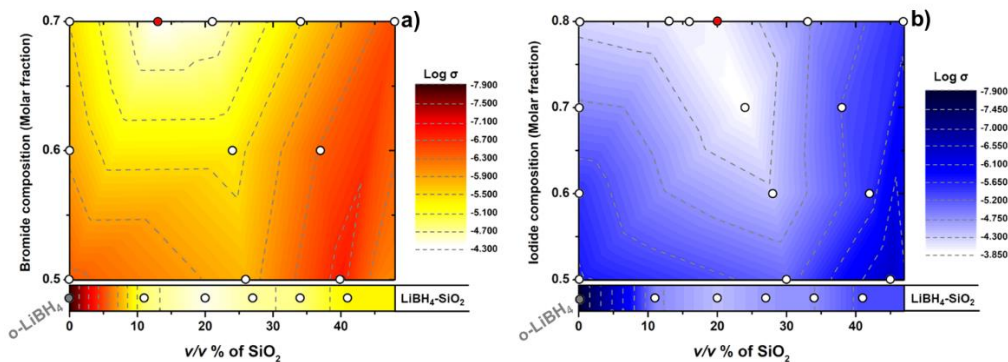 a)
Bromide composition (Molar fraction)
0.7
0.6
0.5
Log σ
-7.900
-7.500
-7.100
-6.700
-6.300
-5.900
-5.500
-5.100
-4.700
-4.300
LiBH4-SiO2
o-LiBH4
0 10 20 30 40
v/v % of SiO2
b)
Iodide composition (Molar fraction)
0.8
0.7
0.6
0.5
Log σ
-7.900
-7.450
-7.000
-6.550
-6.100
-5.650
-5.200
-4.750
-4.300
-3.850
LiBH4-SiO2
o-LiBH4
0 10 20 30 40
v/v % of SiO2